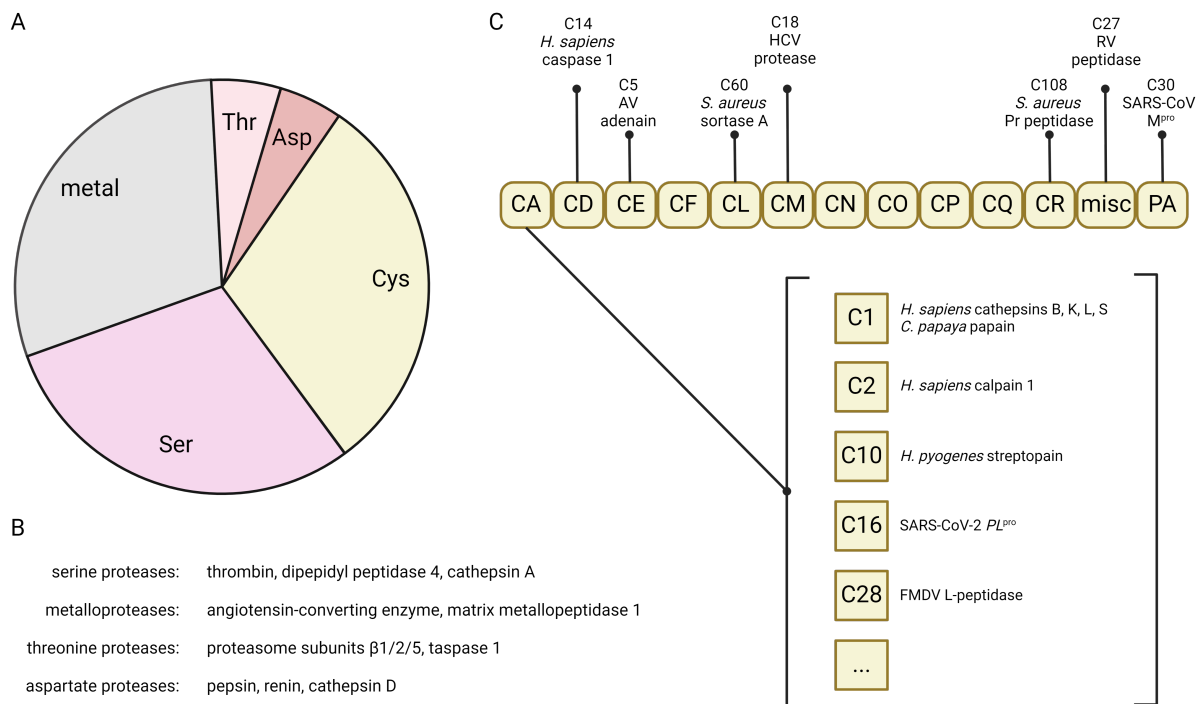 A
Thr
Asp
metal
Cys
Ser
B
serine proteases: thrombin, dipepidyl peptidase 4, cathepsin A
metalloproteases: angiotensin-converting enzyme, matrix metallopeptidase 1
threonine proteases: proteasome subunits β1/2/5, taspase 1
aspartate proteases: pepsin, renin, cathepsin D
C
C14
H. sapiens
caspase 1
C5
AV
adenain
C60
S. aureus
sortase A
C18
HCV
protease
C108
S. aureus
Pr peptidase
C27
RV
peptidase
C30
SARS-CoV
Mpro
CA CD CE CF CL CM CN CO CP CQ CR misc PA
C1
H. sapiens cathepsins B, K, L, S
C. papaya papain
C2 H. sapiens calpain 1
C10 H. pyogenes streptopain
C16 SARS-CoV-2 PLpro
C28 FMDV L-peptidase
...